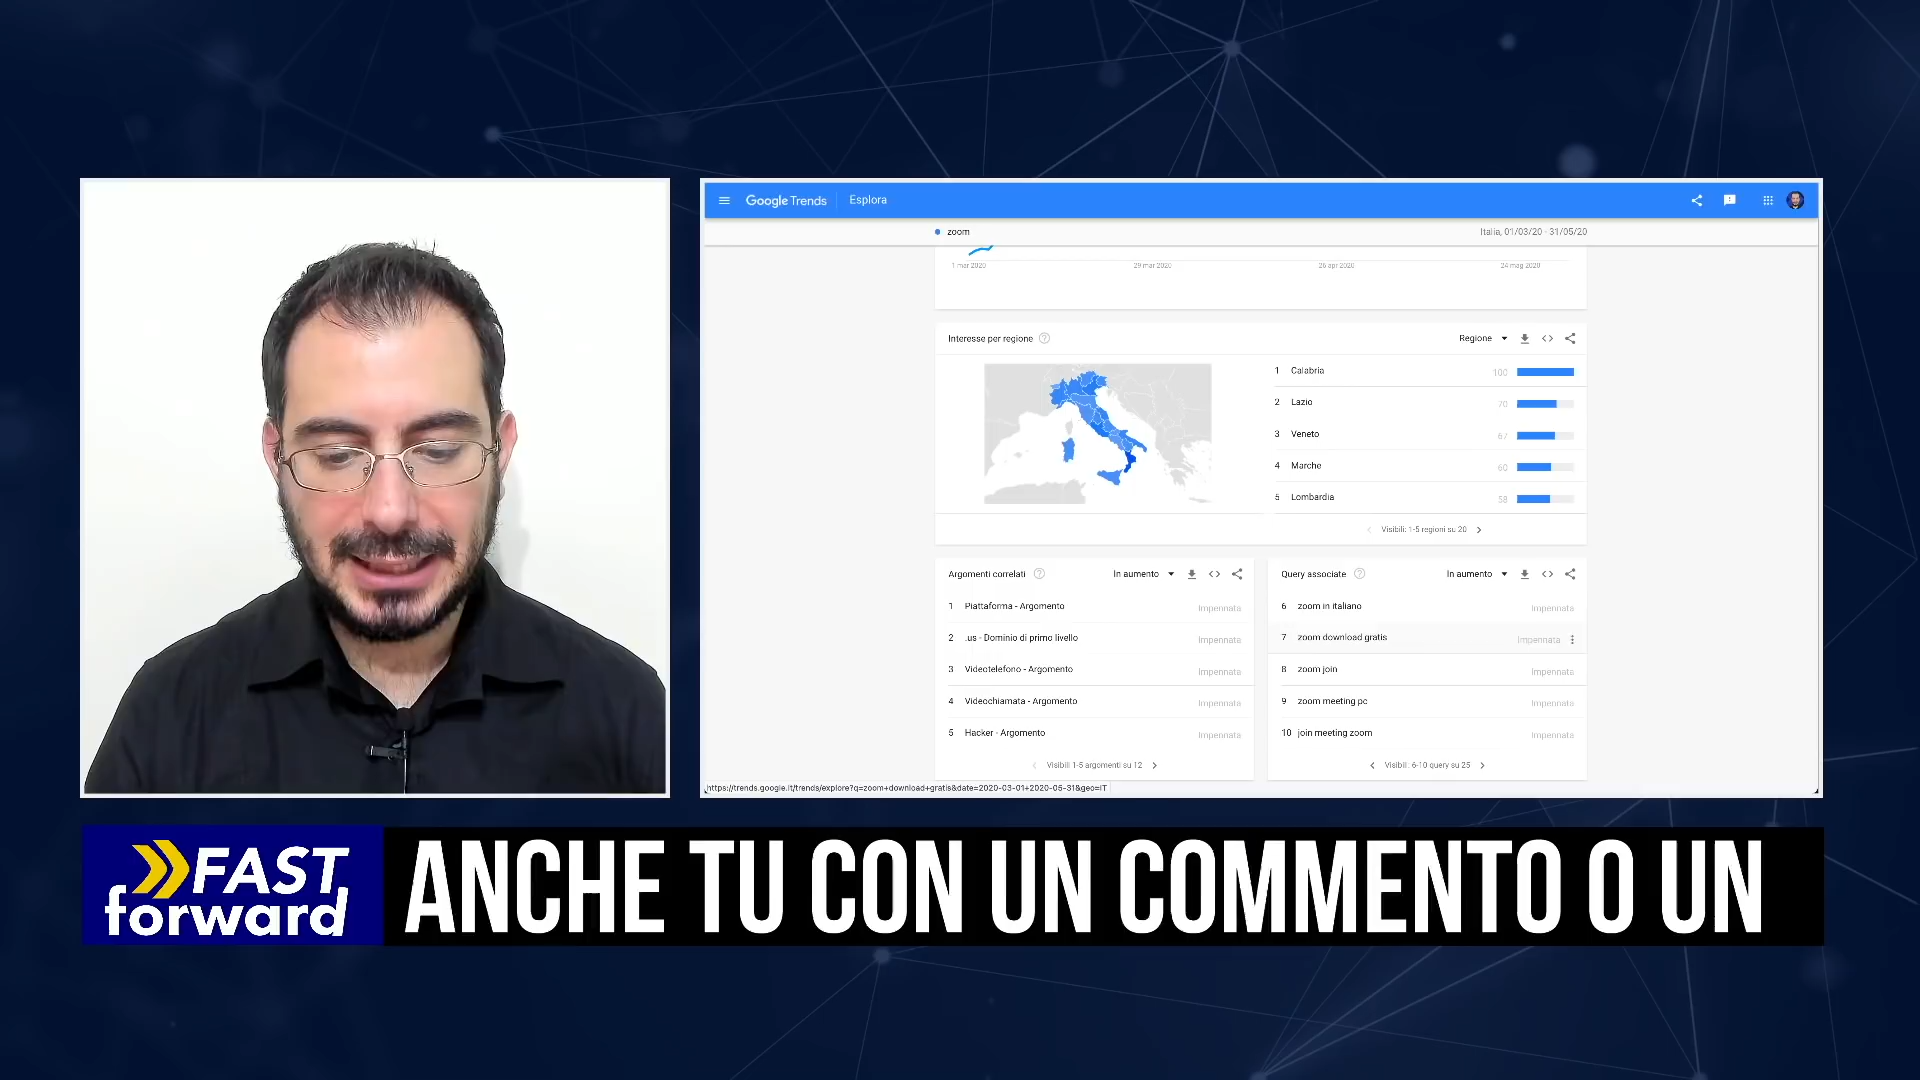 Google Trends
Esplora
zoom
Italia, 01/03/20 - 31/05/20
1 mar 2020
29 mar 2020
26 apr 2020
24 mag 2020
Interesse per regione
Regione
1 Calabria 100
2 Lazio 70
3 Veneto 67
4 Marche 60
5 Lombardia 58
Visibili: 1-5 regioni su 20
Argomenti correlati
In aumento
1 Piattaforma - Argomento Impennata
2 .us - Dominio di primo livello Impennata
3 Videotelefono - Argomento Impennata
4 Videochiamata - Argomento Impennata
5 Hacker - Argomento Impennata
Visibili 1-5 argomenti su 12
Query associate
In aumento
6 zoom in italiano Impennata
7 zoom download gratis Impennata
8 zoom join Impennata
9 zoom meeting pc Impennata
10 join meeting zoom Impennata
Visibili: 6-10 query su 25
https://trends.google.it/trends/explore?q=zoom+download+gratis&date=2020-03-01+2020-05-31&geo=IT
FAST
forward
ANCHE TU CON UN COMMENTO O UN